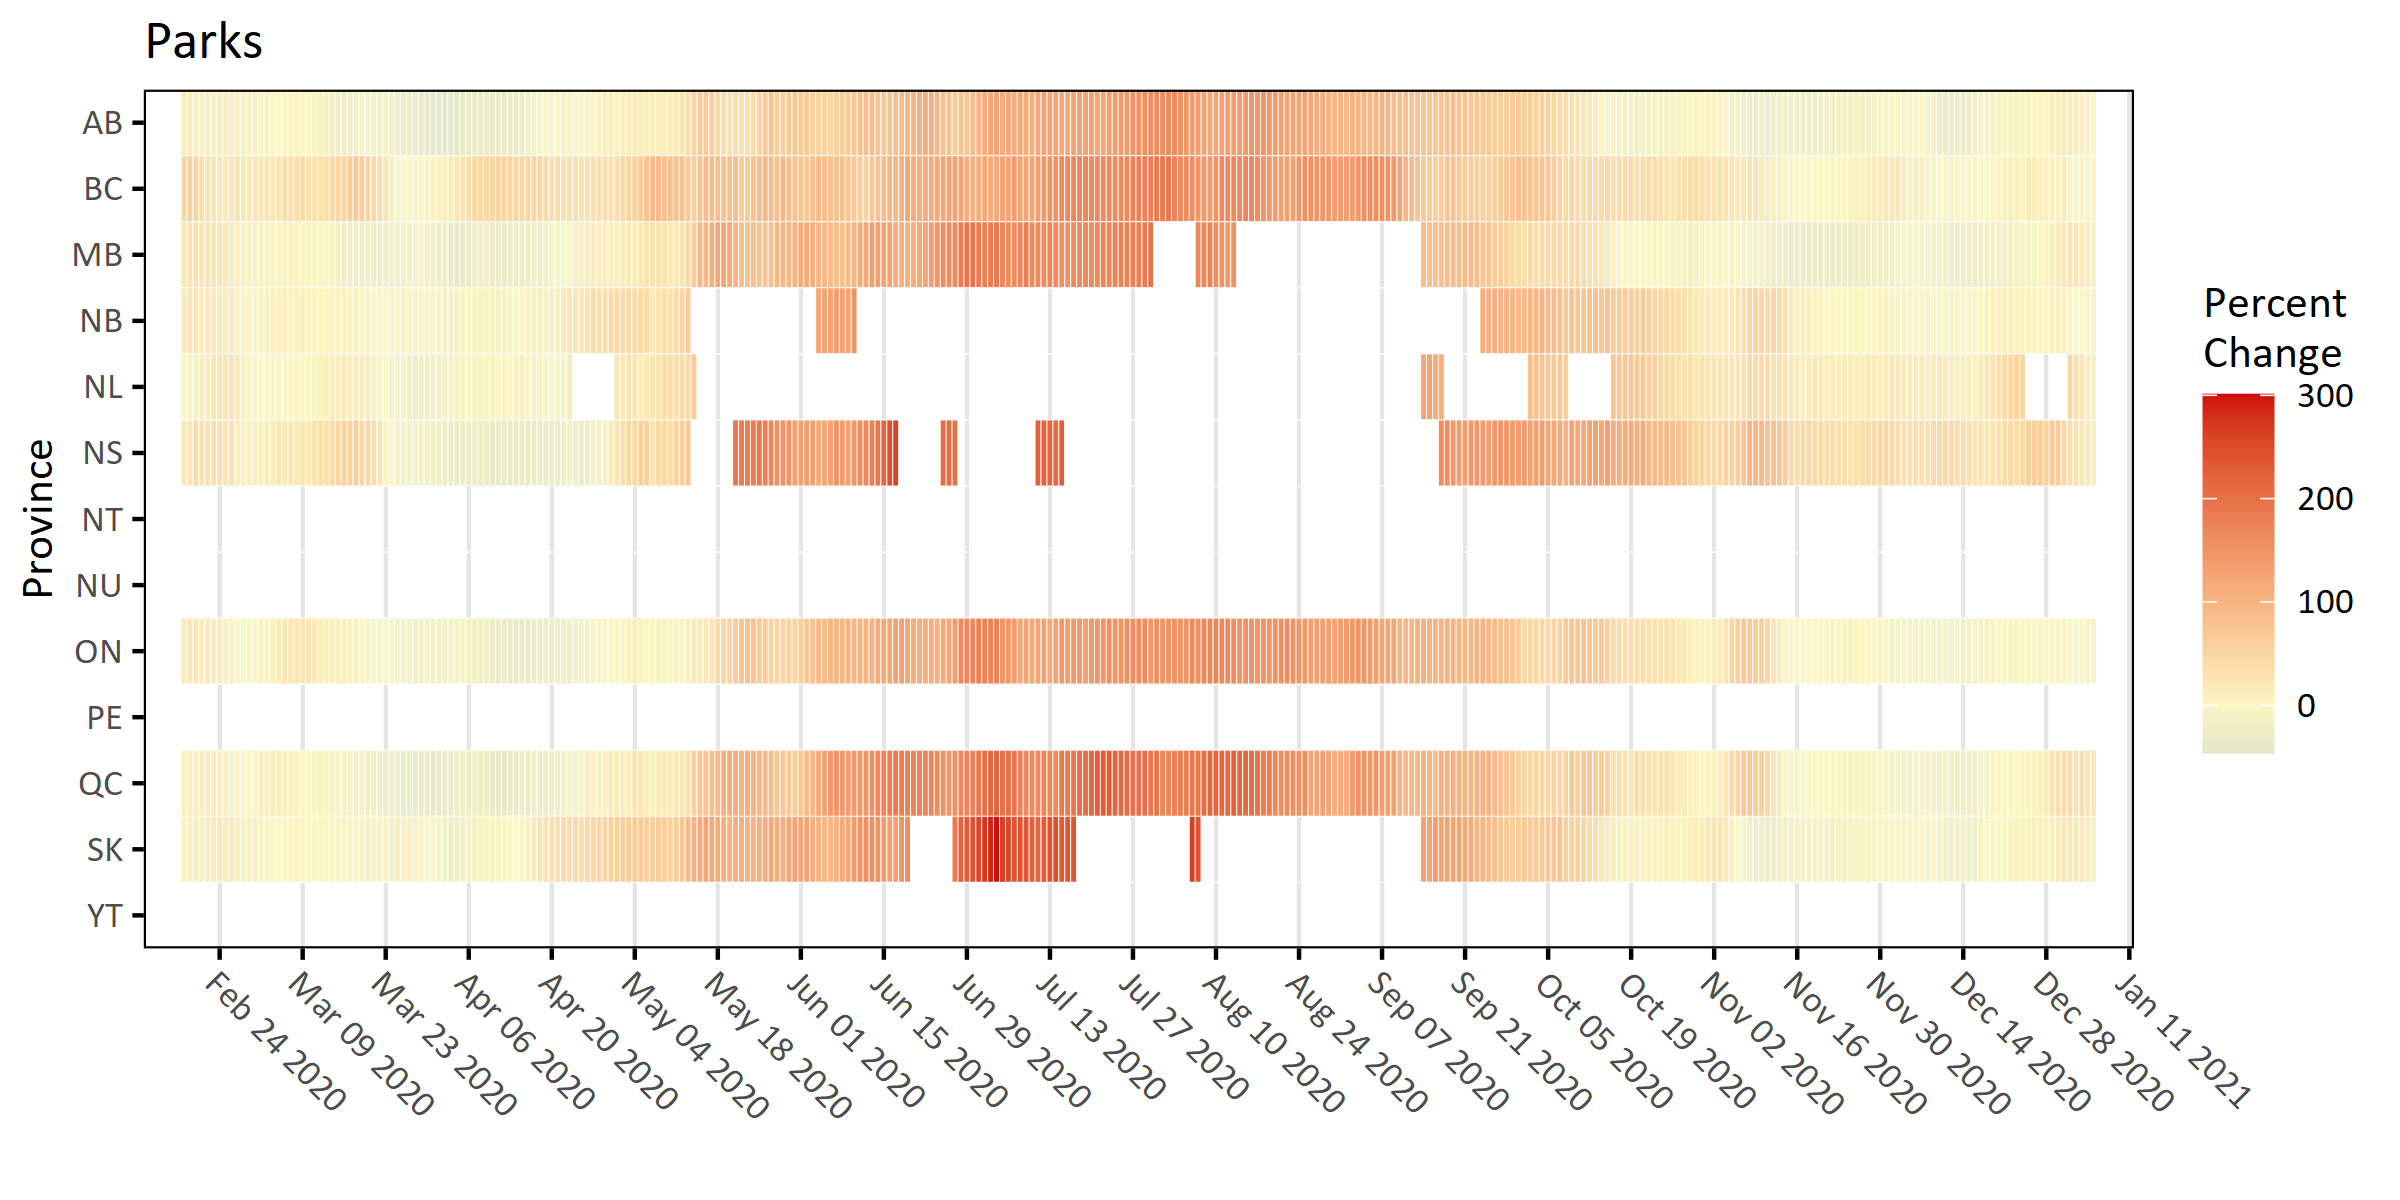 Parks
Province
AB
BC
MB
NB
NL
NS
NT
NU
ON
PE
QC
SK
YT
Feb 24 2020
Mar 09 2020
Mar 23 2020
Apr 06 2020
Apr 20 2020
May 04 2020
May 18 2020
Jun 01 2020
Jun 15 2020
Jun 29 2020
Jul 13 2020
Jul 27 2020
Aug 10 2020
Aug 24 2020
Sep 07 2020
Sep 21 2020
Oct 05 2020
Oct 19 2020
Nov 02 2020
Nov 16 2020
Nov 30 2020
Dec 14 2020
Dec 28 2020
Jan 11 2021
Percent
Change
300
200
100
0